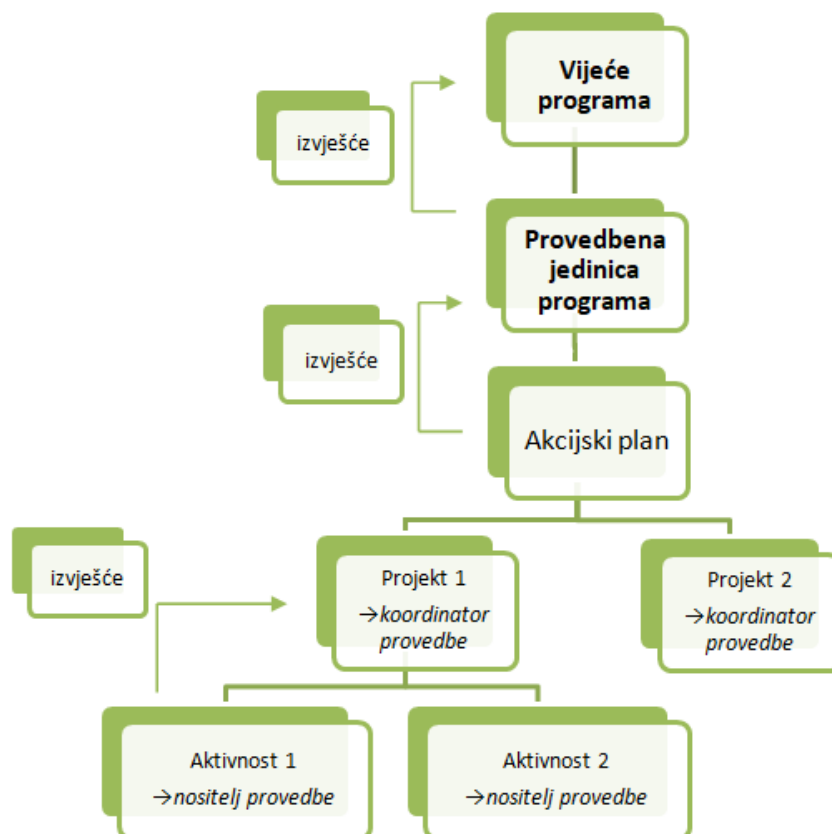 Vijeće
programa
izvješće
Provedbena
jedinica
programa
izvješće
Akcijski plan
izvješće
Projekt 1
→koordinator
provedbe
Projekt 2
→koordinator
provedbe
Aktivnost 1
→nositelj provedbe
Aktivnost 2
→nositelj provedbe